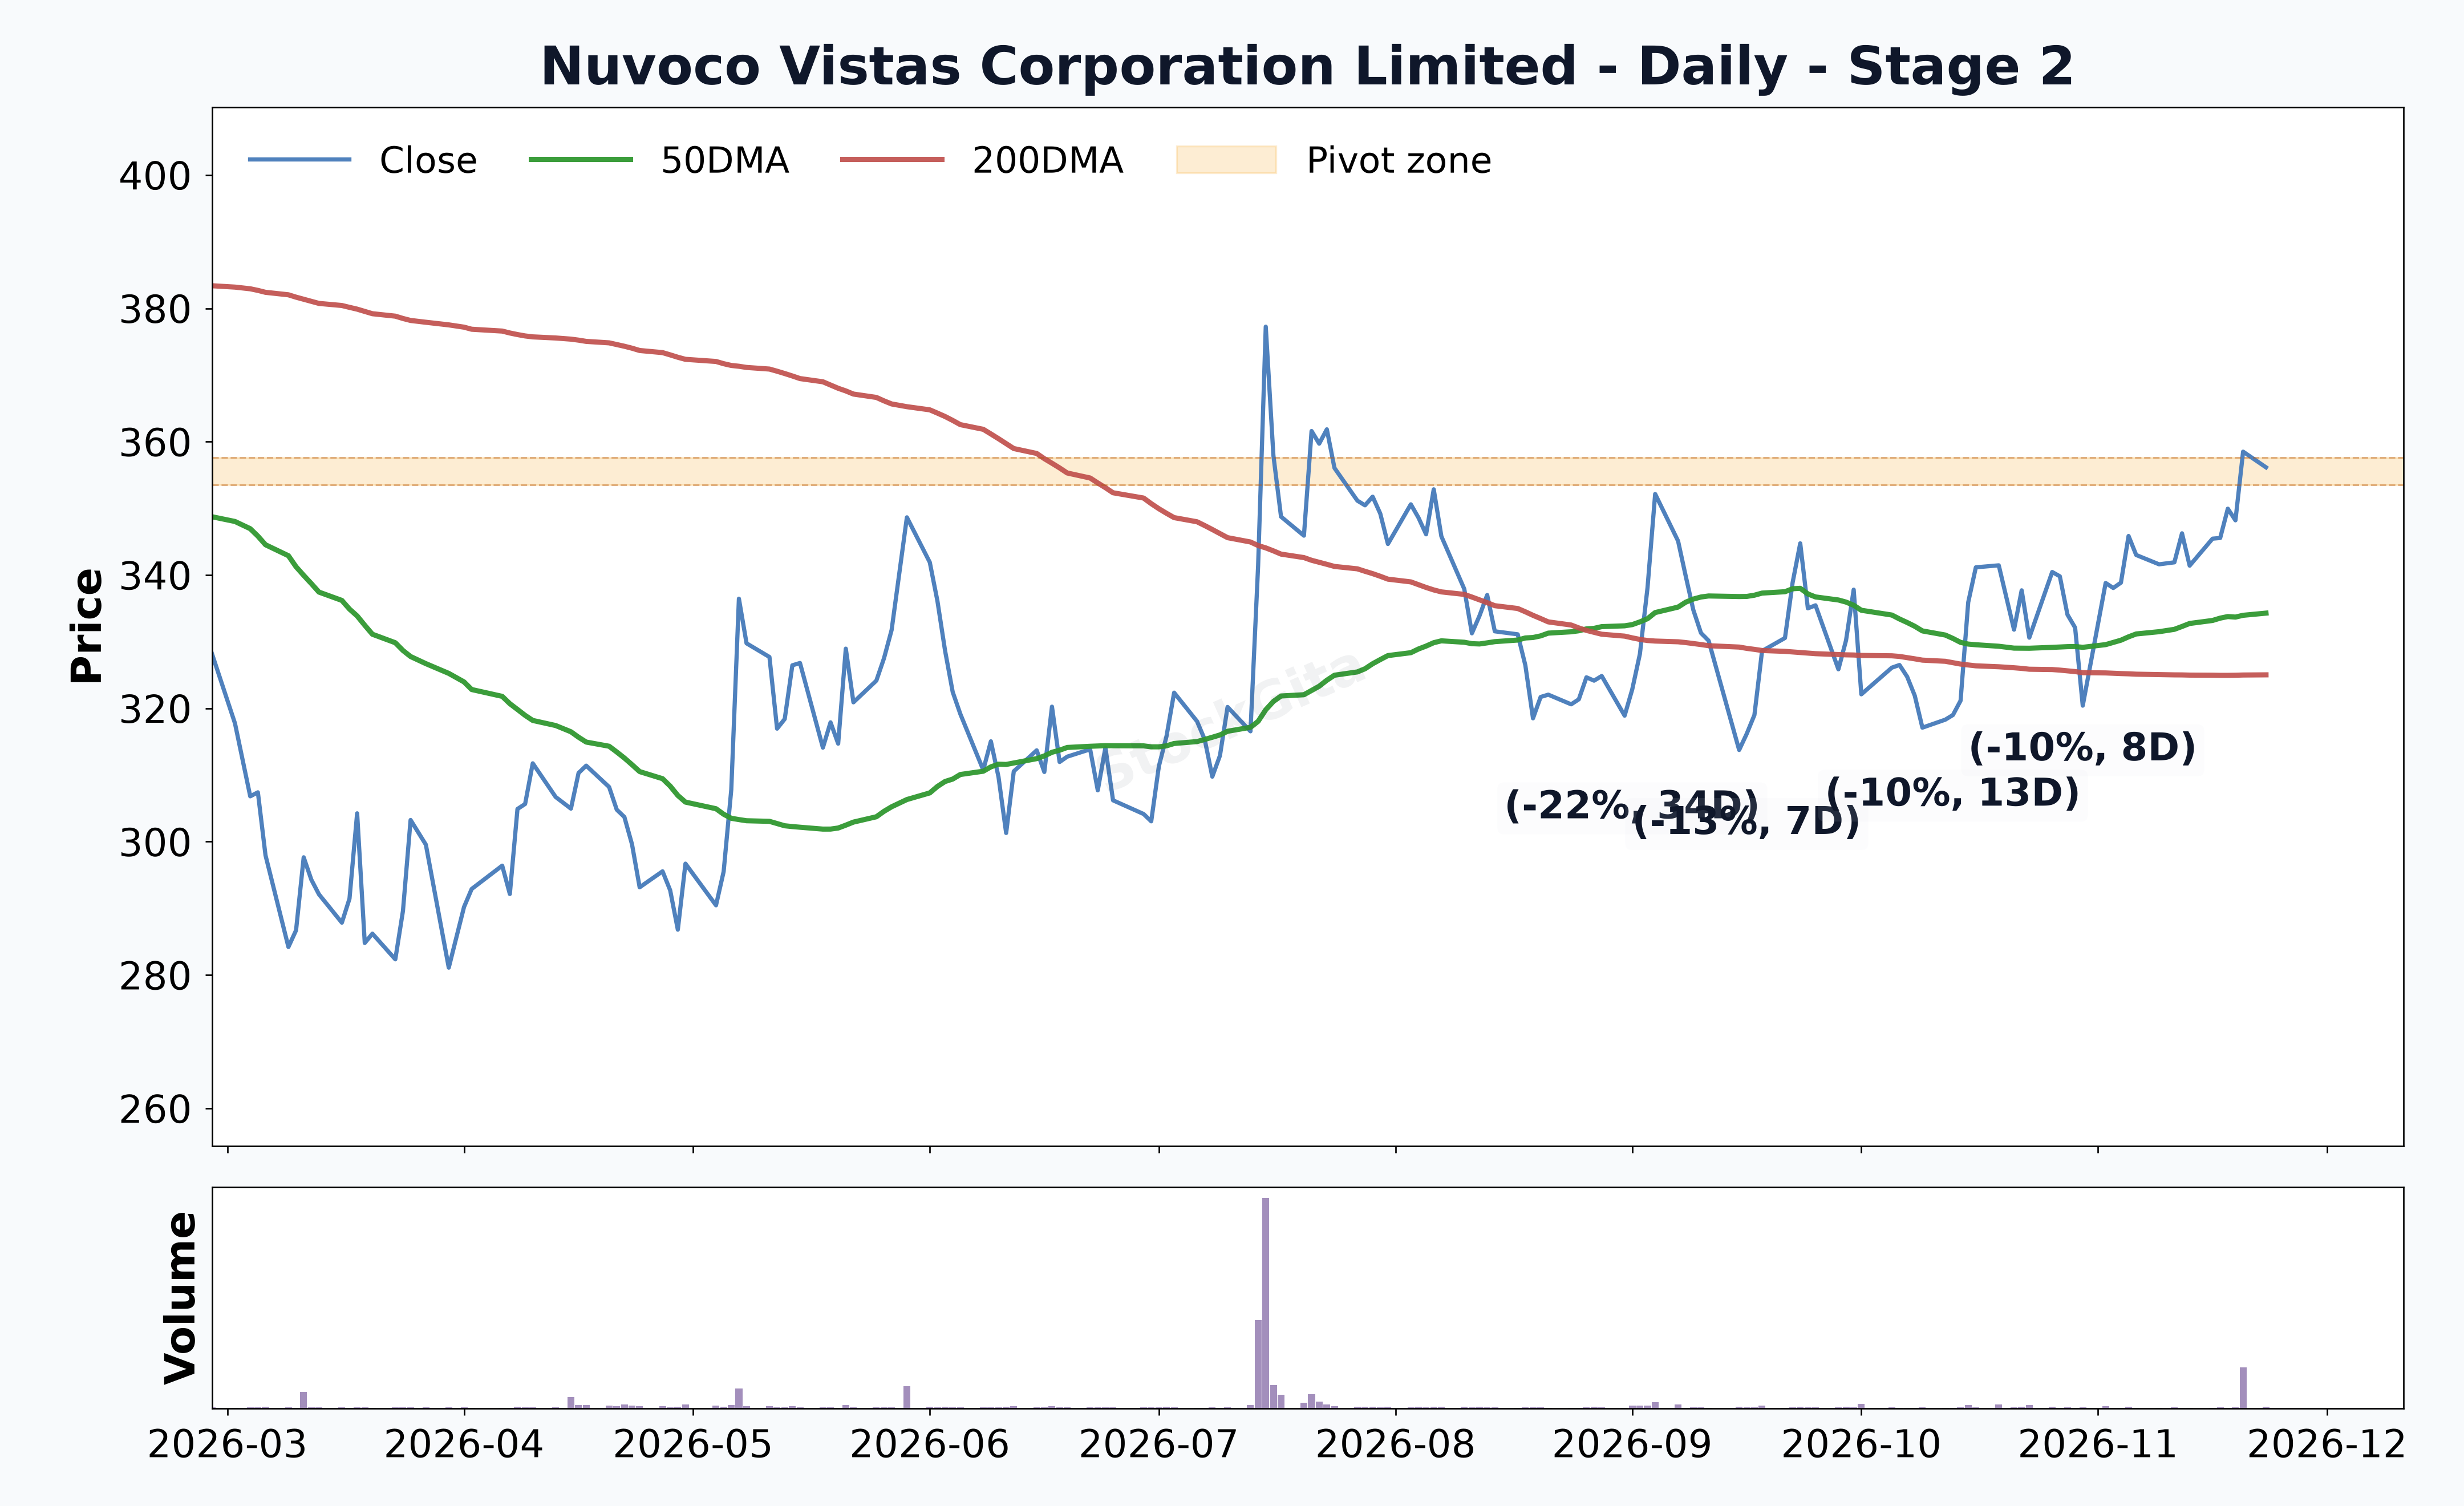 Nuvoco Vistas Corporation Limited - Daily - Stage 2
Close 50DMA 200DMA Pivot zone
Price
400
380
360
340
320
300
280
260
StockGita
(-10%, 8D)
(-10%, 13D)
(-22%, 34D)
(-13%, 7D)
Volume
2026-03 2026-04 2026-05 2026-06 2026-07 2026-08 2026-09 2026-10 2026-11 2026-12